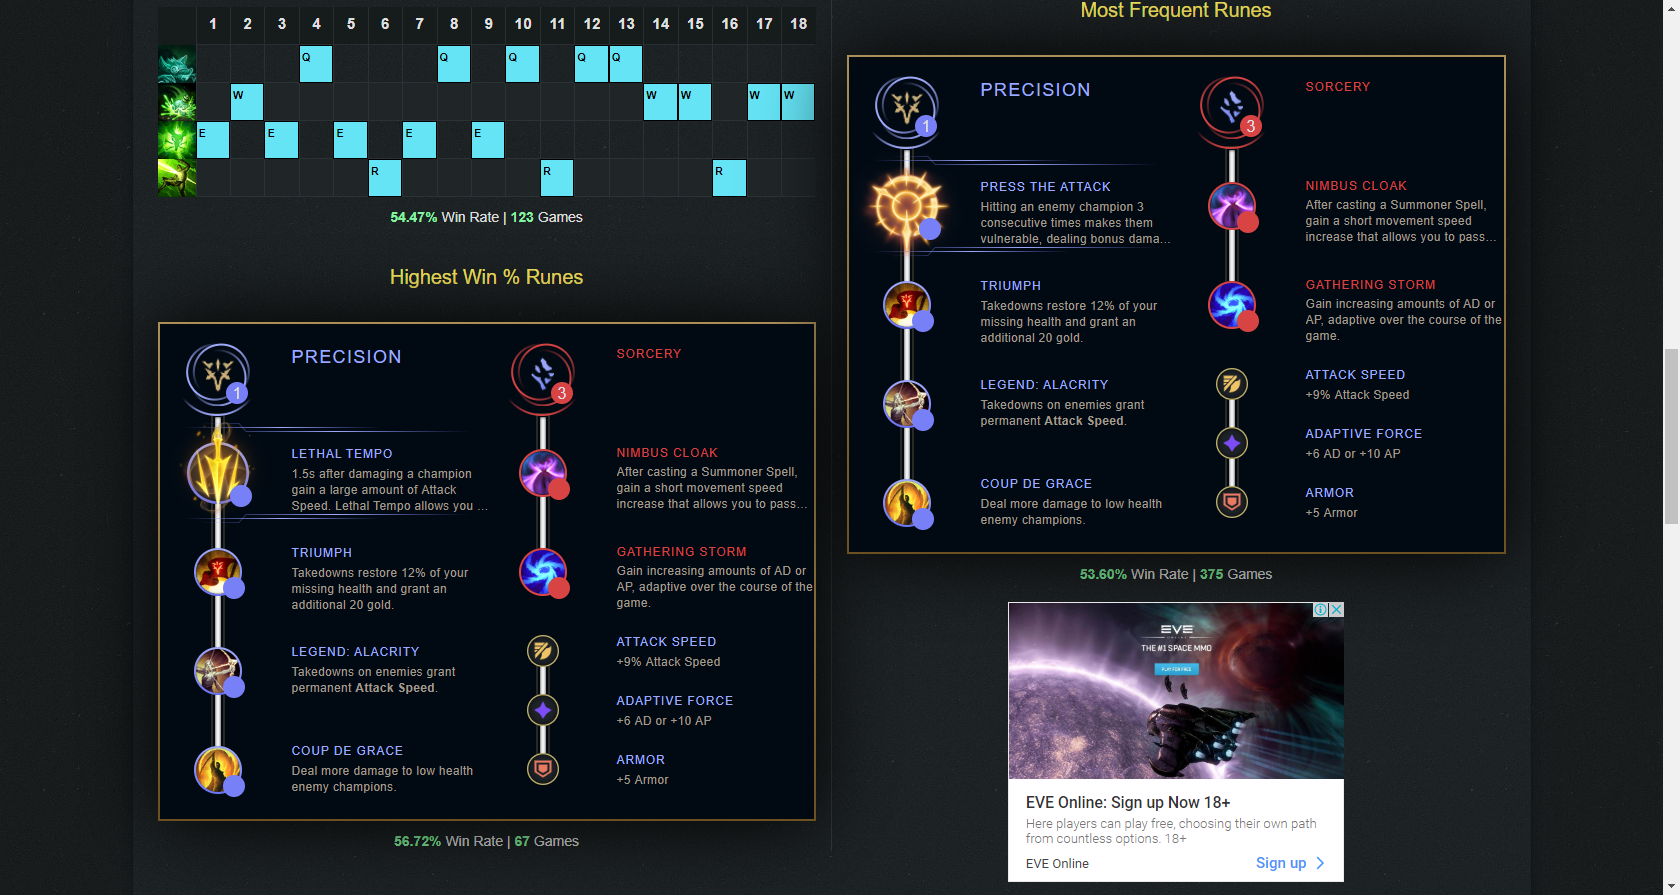 1 2 3 4 5 6 7 8 9 10 11 12 13 14 15 16 17 18
Q Q Q Q Q
W W W W W
E E E E E
R R R
54.47% Win Rate | 123 Games
Highest Win % Runes
1
PRECISION
LETHAL TEMPO
1.5s after damaging a champion
gain a large amount of Attack
Speed. Lethal Tempo allows you ...
TRIUMPH
Takedowns restore 12% of your
missing health and grant an
additional 20 gold.
LEGEND: ALACRITY
Takedowns on enemies grant
permanent Attack Speed.
COUP DE GRACE
Deal more damage to low health
enemy champions.
3
SORCERY
NIMBUS CLOAK
After casting a Summoner Spell,
gain a short movement speed
increase that allows you to pass...
GATHERING STORM
Gain increasing amounts of AD or
AP, adaptive over the course of the
game.
ATTACK SPEED
+9% Attack Speed
ADAPTIVE FORCE
+6 AD or +10 AP
ARMOR
+5 Armor
56.72% Win Rate | 67 Games
Most Frequent Runes
1
PRECISION
PRESS THE ATTACK
Hitting an enemy champion 3
consecutive times makes them
vulnerable, dealing bonus dama...
TRIUMPH
Takedowns restore 12% of your
missing health and grant an
additional 20 gold.
LEGEND: ALACRITY
Takedowns on enemies grant
permanent Attack Speed.
COUP DE GRACE
Deal more damage to low health
enemy champions.
3
SORCERY
NIMBUS CLOAK
After casting a Summoner Spell,
gain a short movement speed
increase that allows you to pass...
GATHERING STORM
Gain increasing amounts of AD or
AP, adaptive over the course of the
game.
ATTACK SPEED
+9% Attack Speed
ADAPTIVE FORCE
+6 AD or +10 AP
ARMOR
+5 Armor
53.60% Win Rate | 375 Games
EVE
THE #1 SPACE MMO
PLAY FOR FREE
EVE Online: Sign up Now 18+
Here players can play free, choosing their own path
from countless options. 18+
EVE Online
Sign up